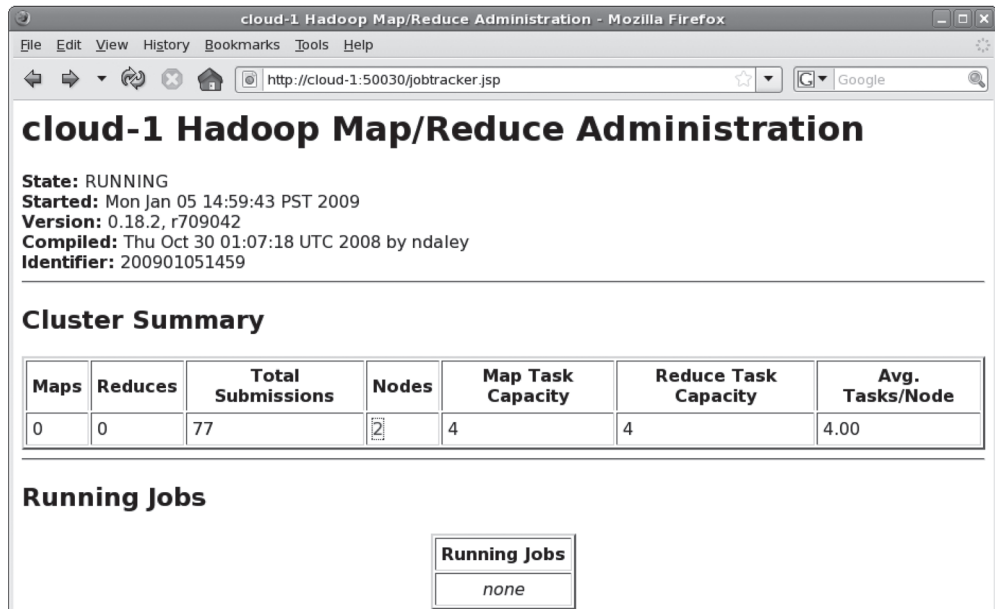 cloud-1 Hadoop Map/Reduce Administration - Mozilla Firefox
File Edit View History Bookmarks Tools Help
http://cloud-1:50030/jobtracker.jsp G Google
cloud-1 Hadoop Map/Reduce Administration
State: RUNNING
Started: Mon Jan 05 14:59:43 PST 2009
Version: 0.18.2, r709042
Compiled: Thu Oct 30 01:07:18 UTC 2008 by ndaley
Identifier: 200901051459
Cluster Summary
Maps Reduces Total Submissions Nodes Map Task Capacity Reduce Task Capacity Avg. Tasks/Node
0 0 77 2 4 4 4.00
Running Jobs
Running Jobs
none